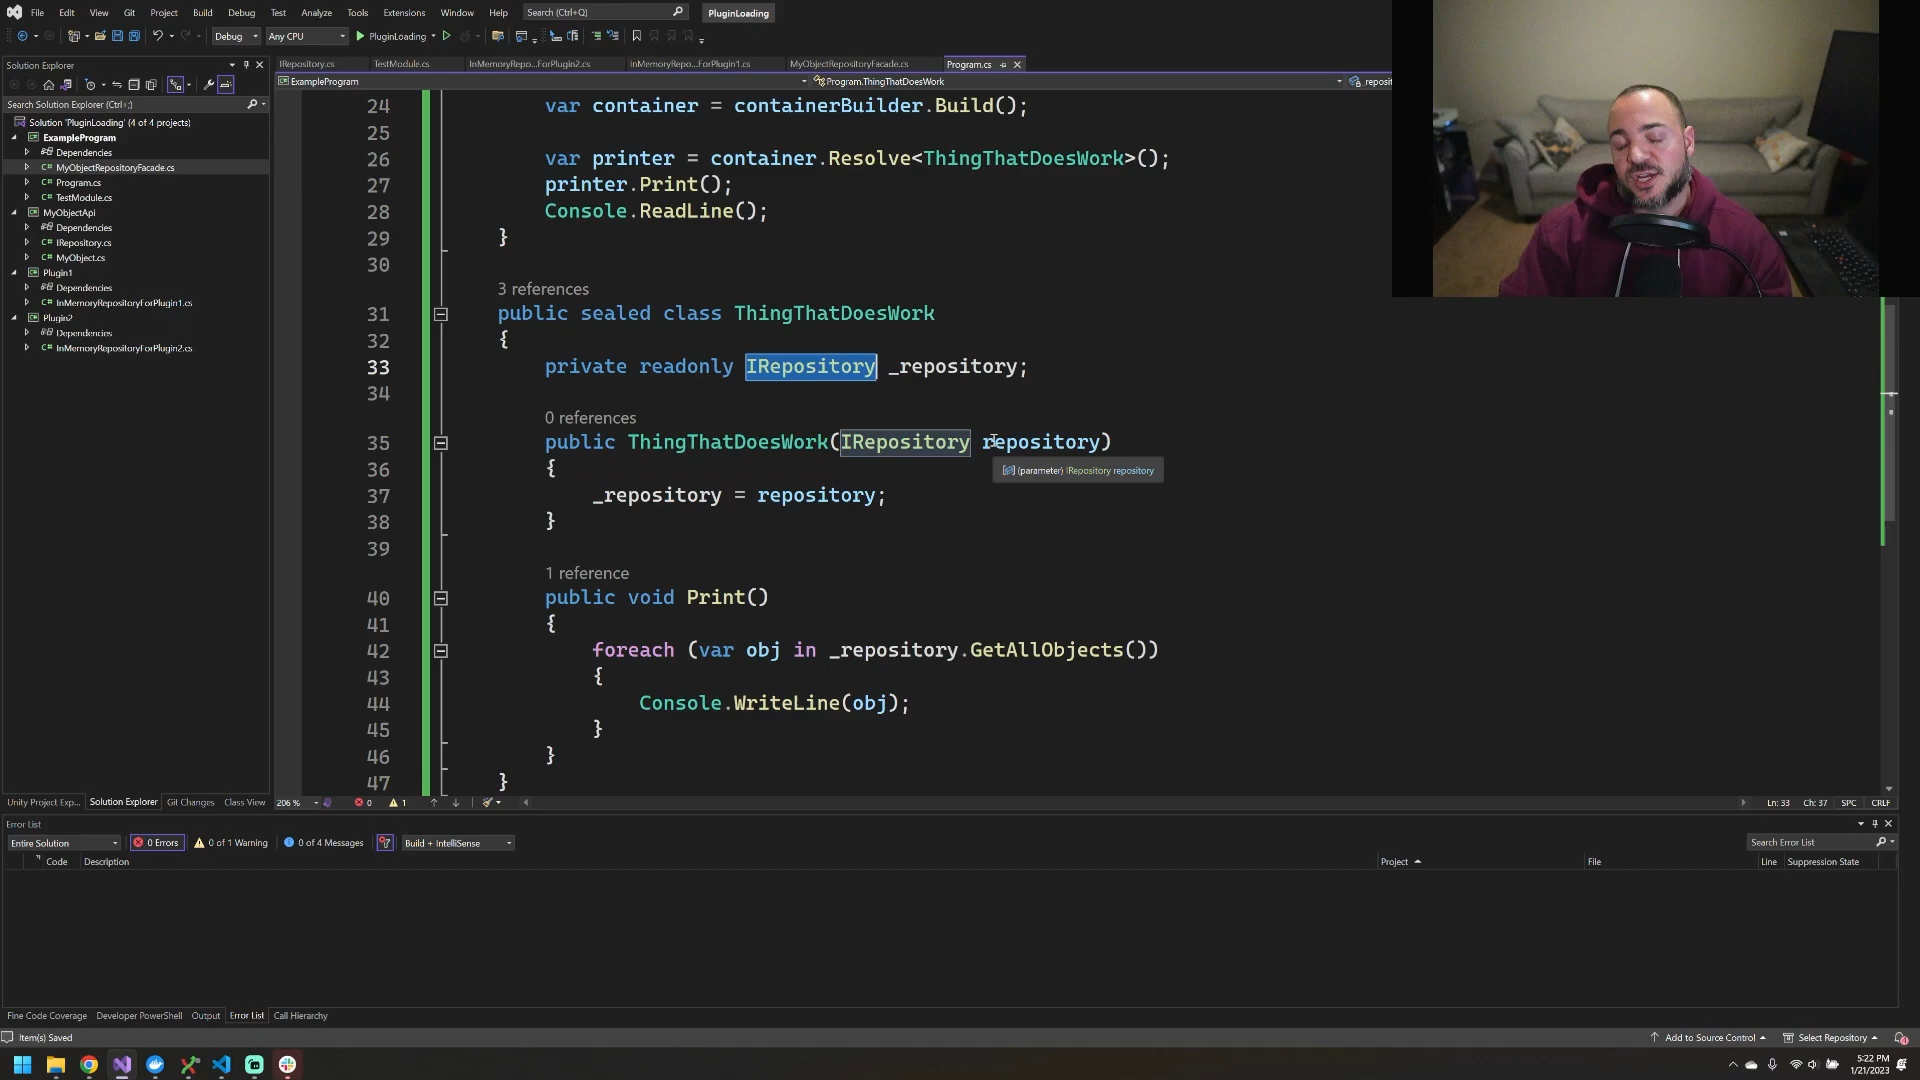 File Edit View Git Project Build Debug Test Analyze Tools Extensions Window Help Search (Ctrl+Q) PluginLoading
Debug Any CPU PluginLoading
Solution Explorer
Search Solution Explorer (Ctrl+;)
Solution 'PluginLoading' (4 of 4 projects)
ExampleProgram
Dependencies
MyObjectRepositoryFacade.cs
Program.cs
TestModule.cs
MyObjectApi
Dependencies
IRepository.cs
MyObject.cs
Plugin1
Dependencies
InMemoryRepositoryForPlugin1.cs
Plugin2
Dependencies
InMemoryRepositoryForPlugin2.cs
Unity Project Exp... Solution Explorer Git Changes Class View
IRepository.cs TestModule.cs InMemoryRepo...ForPlugin2.cs InMemoryRepo...ForPlugin1.cs MyObjectRepositoryFacade.cs Program.cs
ExampleProgram Program.ThingThatDoesWork _reposit
24 var container = containerBuilder.Build();
25
26 var printer = container.Resolve<ThingThatDoesWork>();
27 printer.Print();
28 Console.ReadLine();
29 }
30
3 references
31 public sealed class ThingThatDoesWork
32 {
33 private readonly IRepository _repository;
34
0 references
35 public ThingThatDoesWork(IRepository repository)
(parameter) IRepository repository
36 {
37 _repository = repository;
38 }
39
1 reference
40 public void Print()
41 {
42 foreach (var obj in _repository.GetAllObjects())
43 {
44 Console.WriteLine(obj);
45 }
46 }
47 }
206 % 0 1 Ln: 33 Ch: 37 SPC CRLF
Error List
Entire Solution 0 Errors 0 of 1 Warning 0 of 4 Messages Build + IntelliSense Search Error List
Code Description Project File Line Suppression State
Fine Code Coverage Developer PowerShell Output Error List Call Hierarchy
Item(s) Saved Add to Source Control Select Repository
5:22 PM
1/21/2023